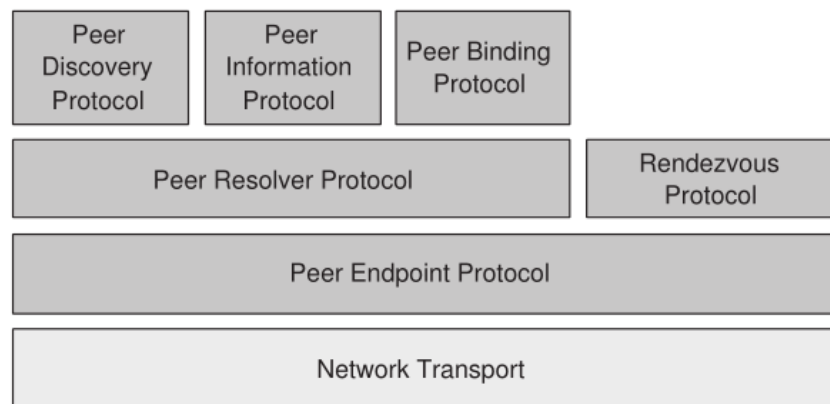 Peer
Discovery
Protocol
Peer
Information
Protocol
Peer Binding
Protocol
Peer Resolver Protocol
Rendezvous
Protocol
Peer Endpoint Protocol
Network Transport